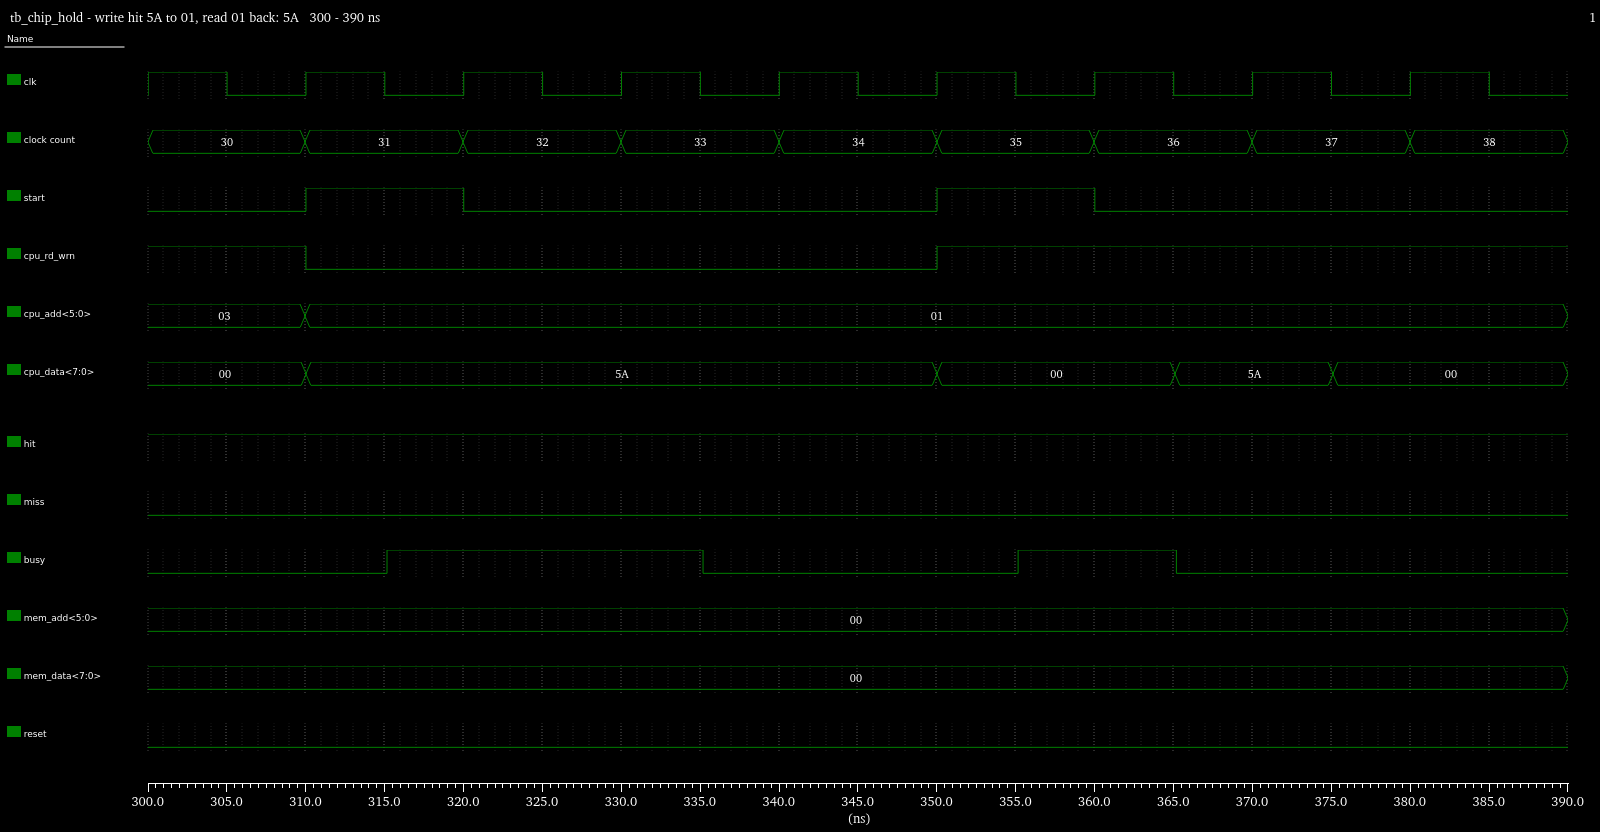 tb_chip_hold - write hit 5A to 01, read 01 back: 5A   300 - 390 ns 1
Name
clk
clock count 30 31 32 33 34 35 36 37 38
start
cpu_rd_wrn
cpu_add<5:0> 03 01
cpu_data<7:0> 00 5A 00 5A 00
hit
miss
busy
mem_add<5:0> 00
mem_data<7:0> 00
reset
300.0 305.0 310.0 315.0 320.0 325.0 330.0 335.0 340.0 345.0 350.0 355.0 360.0 365.0 370.0 375.0 380.0 385.0 390.0
(ns)